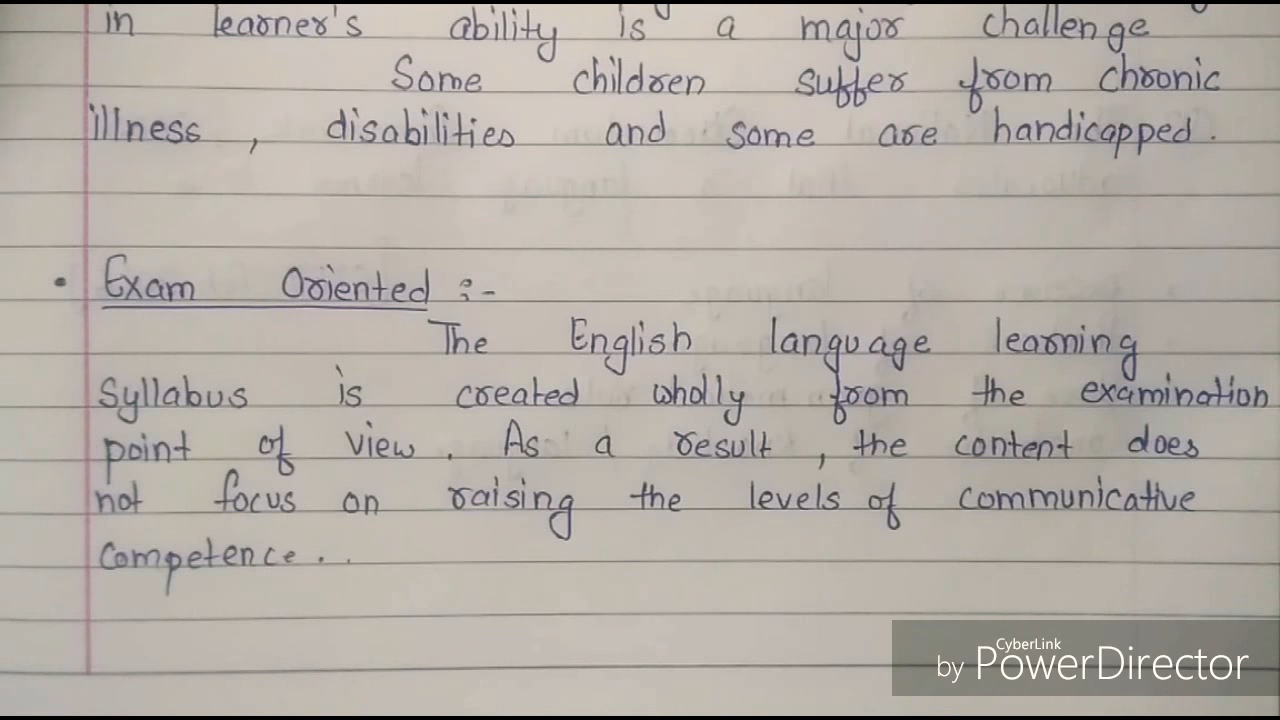 in learner's ability is a major challenge
Some children suffer from chronic
illness, disabilities and some are handicapped.
• Exam Oriented :-
The English language learning
Syllabus is created wholly from the examination
point of view. As a result, the content does
not focus on raising the levels of communicative
competence..
CyberLink
by PowerDirector